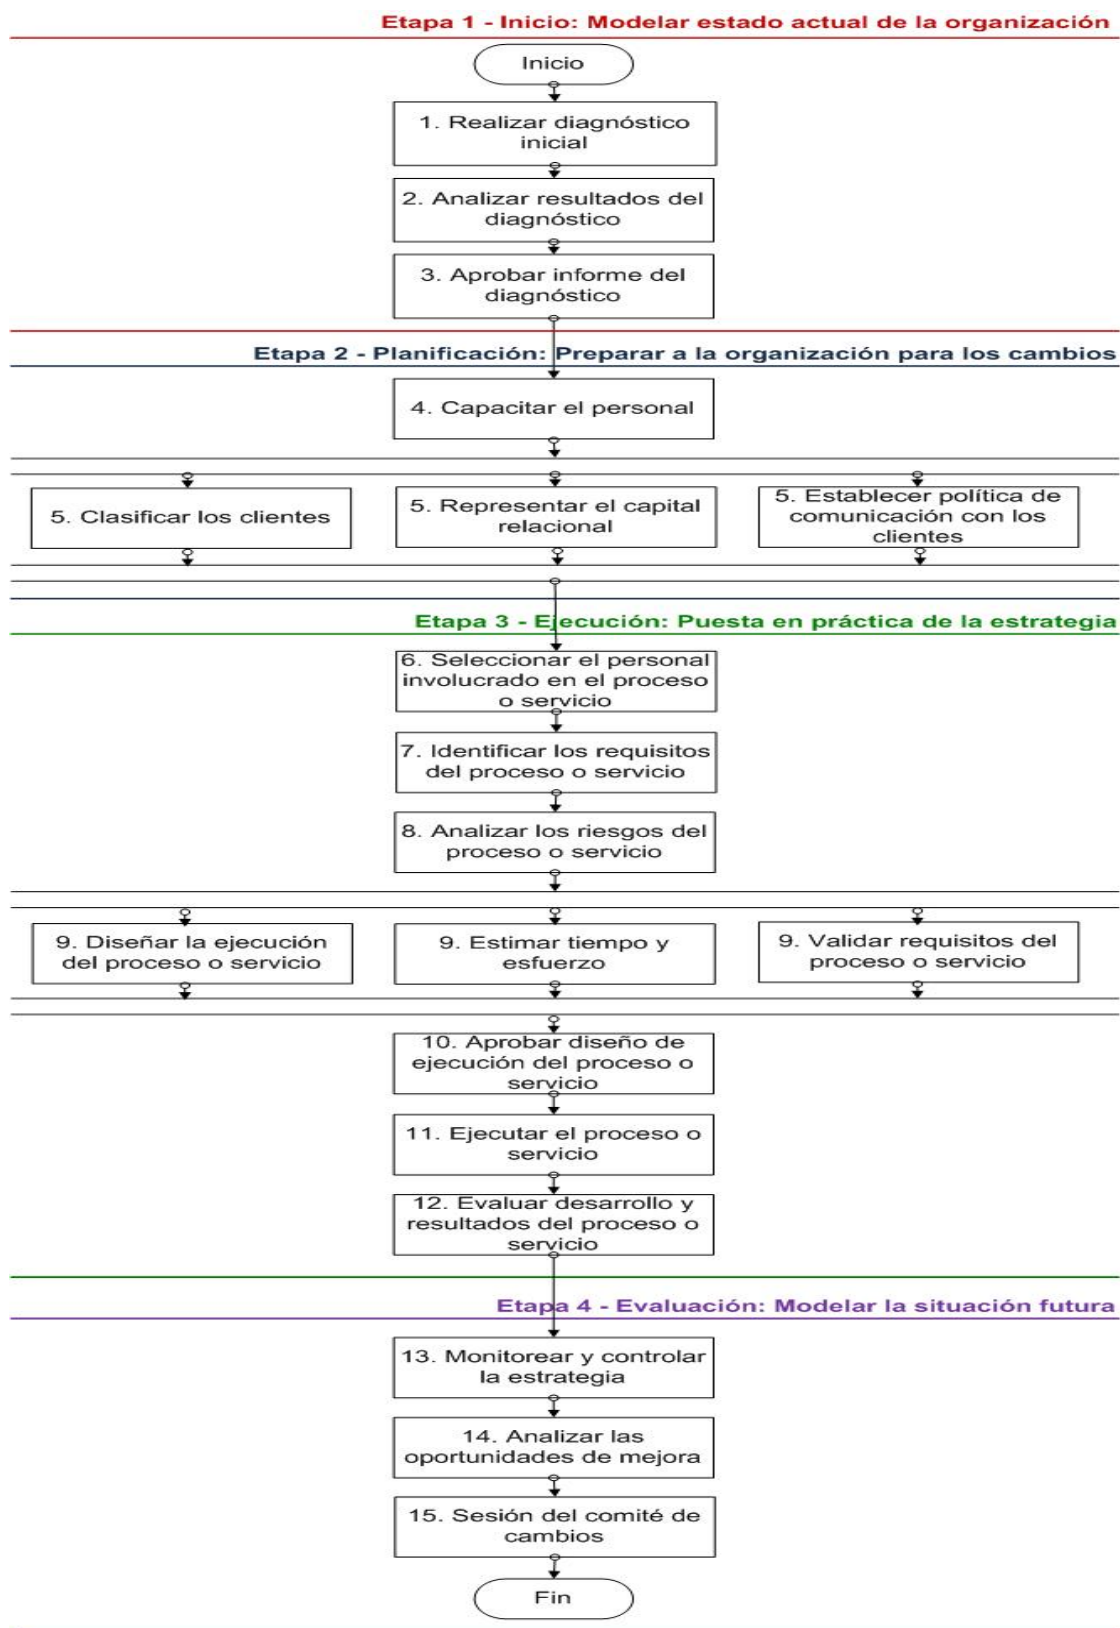 Etapa 1 - Inicio: Modelar estado actual de la organización
Inicio
1. Realizar diagnóstico
inicial
2. Analizar resultados del
diagnóstico
3. Aprobar informe del
diagnóstico
Etapa 2 - Planificación: Preparar a la organización para los cambios
4. Capacitar el personal
5. Clasificar los clientes
5. Representar el capital
relacional
5. Establecer política de
comunicación con los
clientes
Etapa 3 - Ejecución: Puesta en práctica de la estrategia
6. Seleccionar el personal
involucrado en el proceso
o servicio
7. Identificar los requisitos
del proceso o servicio
8. Analizar los riesgos del
proceso o servicio
9. Diseñar la ejecución
del proceso o servicio
9. Estimar tiempo y
esfuerzo
9. Validar requisitos del
proceso o servicio
10. Aprobar diseño de
ejecución del proceso o
servicio
11. Ejecutar el proceso o
servicio
12. Evaluar desarrollo y
resultados del proceso o
servicio
Etapa 4 - Evaluación: Modelar la situación futura
13. Monitorear y controlar
la estrategia
14. Analizar las
oportunidades de mejora
15. Sesión del comité de
cambios
Fin